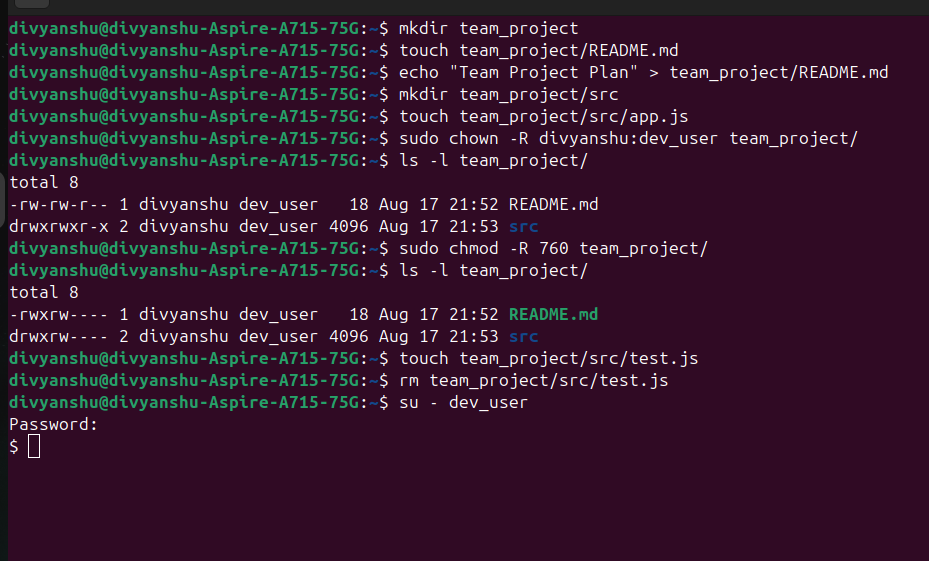 divyanshu@divyanshu-Aspire-A715-75G:~$ mkdir team_project
divyanshu@divyanshu-Aspire-A715-75G:~$ touch team_project/README.md
divyanshu@divyanshu-Aspire-A715-75G:~$ echo "Team Project Plan" > team_project/README.md
divyanshu@divyanshu-Aspire-A715-75G:~$ mkdir team_project/src
divyanshu@divyanshu-Aspire-A715-75G:~$ touch team_project/src/app.js
divyanshu@divyanshu-Aspire-A715-75G:~$ sudo chown -R divyanshu:dev_user team_project/
divyanshu@divyanshu-Aspire-A715-75G:~$ ls -l team_project/
total 8
-rw-rw-r-- 1 divyanshu dev_user   18 Aug 17 21:52 README.md
drwxrwxr-x 2 divyanshu dev_user 4096 Aug 17 21:53 src
divyanshu@divyanshu-Aspire-A715-75G:~$ sudo chmod -R 760 team_project/
divyanshu@divyanshu-Aspire-A715-75G:~$ ls -l team_project/
total 8
-rwxrw---- 1 divyanshu dev_user   18 Aug 17 21:52 README.md
drwxrw---- 2 divyanshu dev_user 4096 Aug 17 21:53 src
divyanshu@divyanshu-Aspire-A715-75G:~$ touch team_project/src/test.js
divyanshu@divyanshu-Aspire-A715-75G:~$ rm team_project/src/test.js
divyanshu@divyanshu-Aspire-A715-75G:~$ su - dev_user
Password:
$